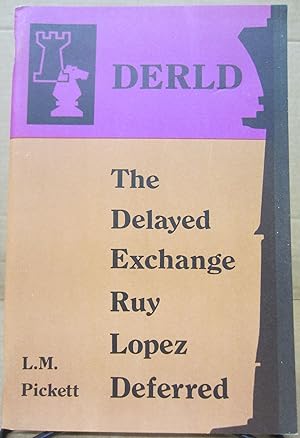 DERLD
The
Delayed
Exchange
Ruy
Lopez
Deferred
L.M.
Pickett